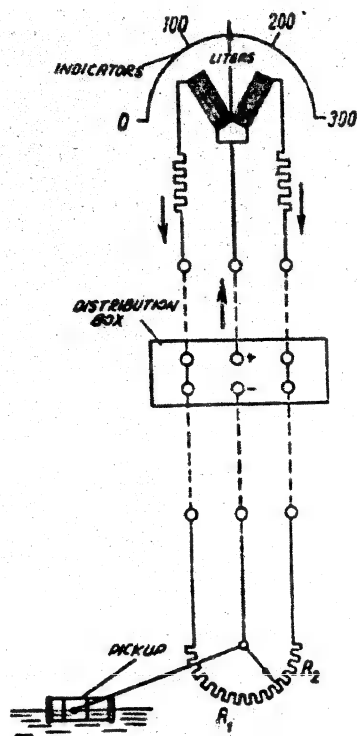 100
200
INDICATORS
LITERS
0
300
DISTRIBUTION
BOX
+
-
PICKUP
R2
R1